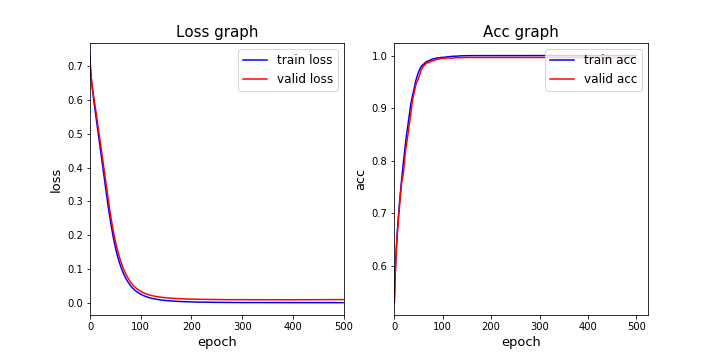 Loss graph
train loss
valid loss
0.7
0.6
0.5
0.4
0.3
0.2
0.1
0.0
loss
0
100
200
300
400
500
epoch
Acc graph
train acc
valid acc
1.0
0.9
0.8
0.7
0.6
acc
0
100
200
300
400
500
epoch